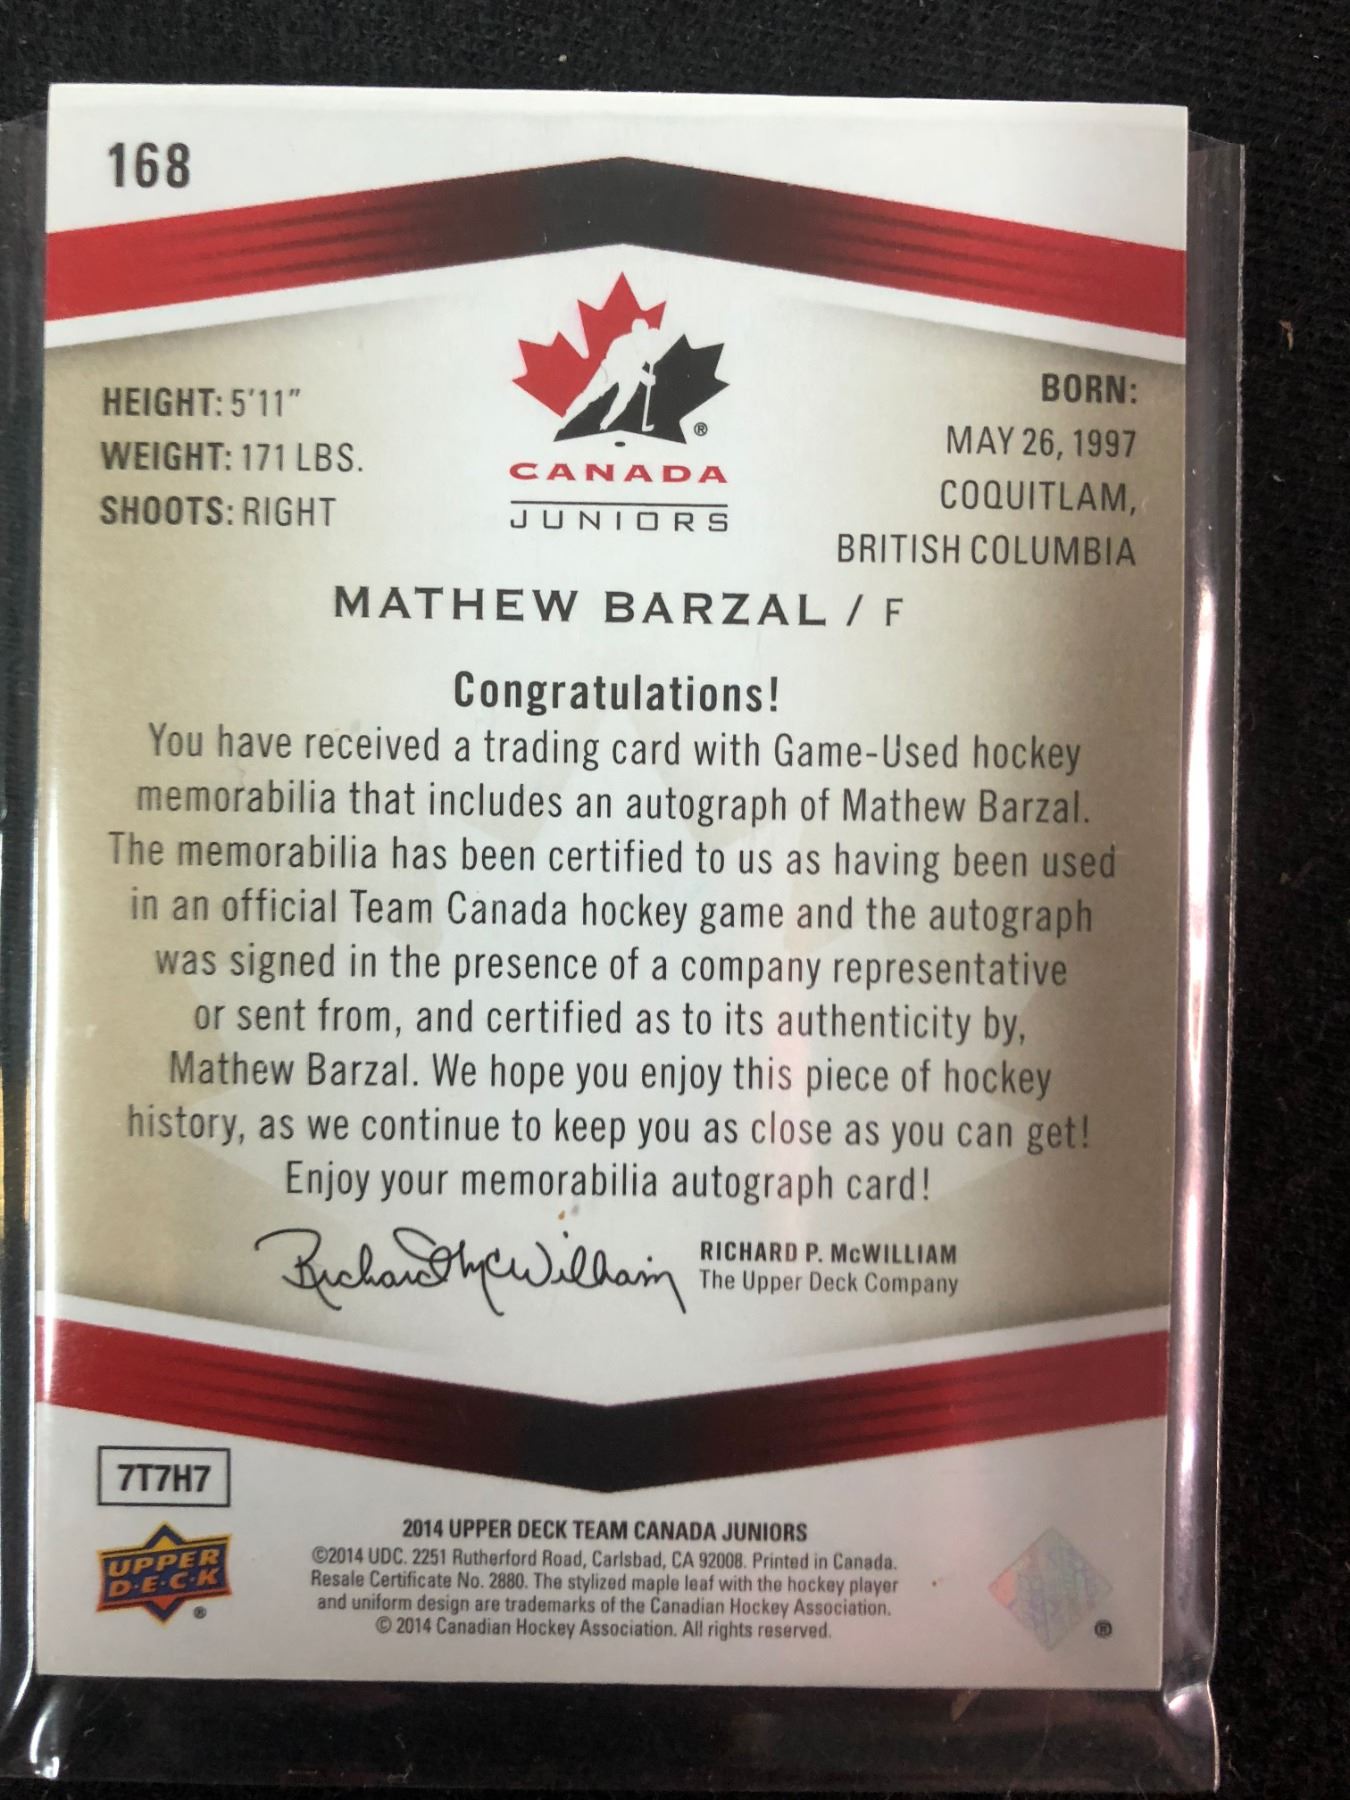 168
HEIGHT: 5'11"
WEIGHT: 171 LBS.
SHOOTS: RIGHT
® 
CANADA
JUNIORS
BORN:
MAY 26, 1997
COQUITLAM,
BRITISH COLUMBIA
MATHEW BARZAL / F
Congratulations!
You have received a trading card with Game-Used hockey
memorabilia that includes an autograph of Mathew Barzal.
The memorabilia has been certified to us as having been used
in an official Team Canada hockey game and the autograph
was signed in the presence of a company representative
or sent from, and certified as to its authenticity by,
Mathew Barzal. We hope you enjoy this piece of hockey
history, as we continue to keep you as close as you can get!
Enjoy your memorabilia autograph card!
Richard McWilliam
RICHARD P. McWILLIAM
The Upper Deck Company
7T7H7
UPPER
D·E·C·K
®
2014 UPPER DECK TEAM CANADA JUNIORS
©2014 UDC. 2251 Rutherford Road, Carlsbad, CA 92008. Printed in Canada.
Resale Certificate No. 2880. The stylized maple leaf with the hockey player
and uniform design are trademarks of the Canadian Hockey Association.
© 2014 Canadian Hockey Association. All rights reserved.
®